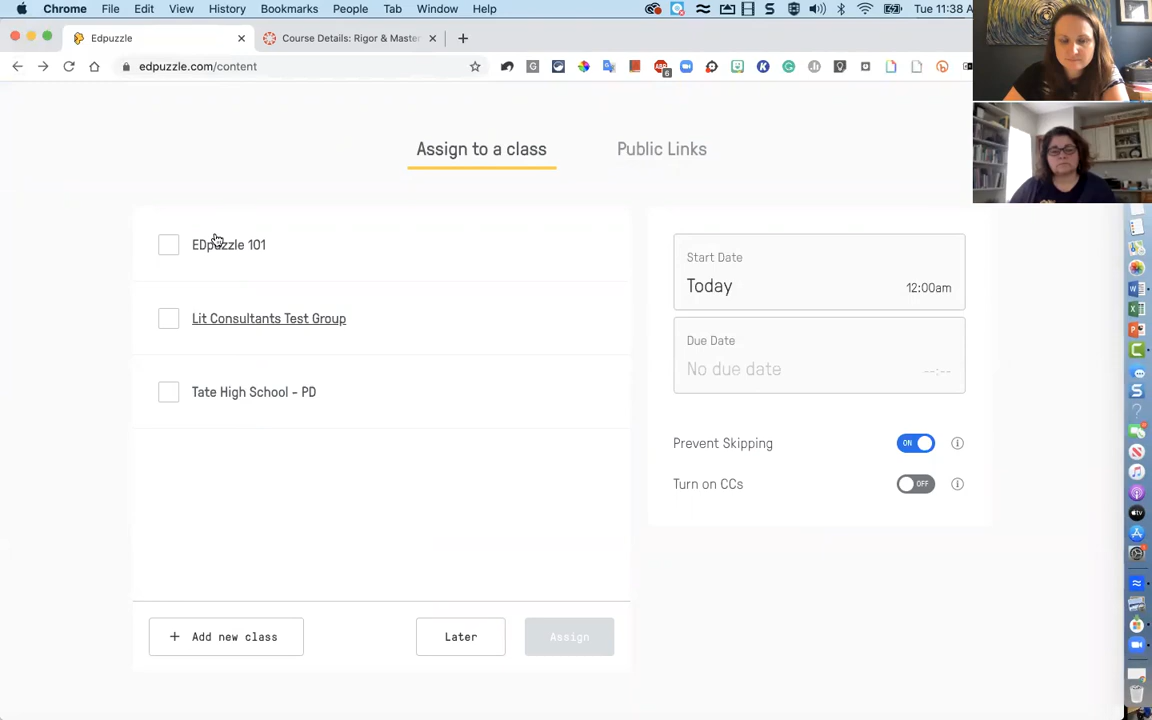 Chrome File Edit View History Bookmarks People Tab Window Help Tue 11:38 A
Edpuzzle
Course Details: Rigor & Master
edpuzzle.com/content
Assign to a class
Public Links
EDpuzzle 101
Lit Consultants Test Group
Tate High School - PD
Start Date
Today 12:00am
Due Date
No due date --:--
Prevent Skipping ON
Turn on CCs OFF
+ Add new class
Later
Assign